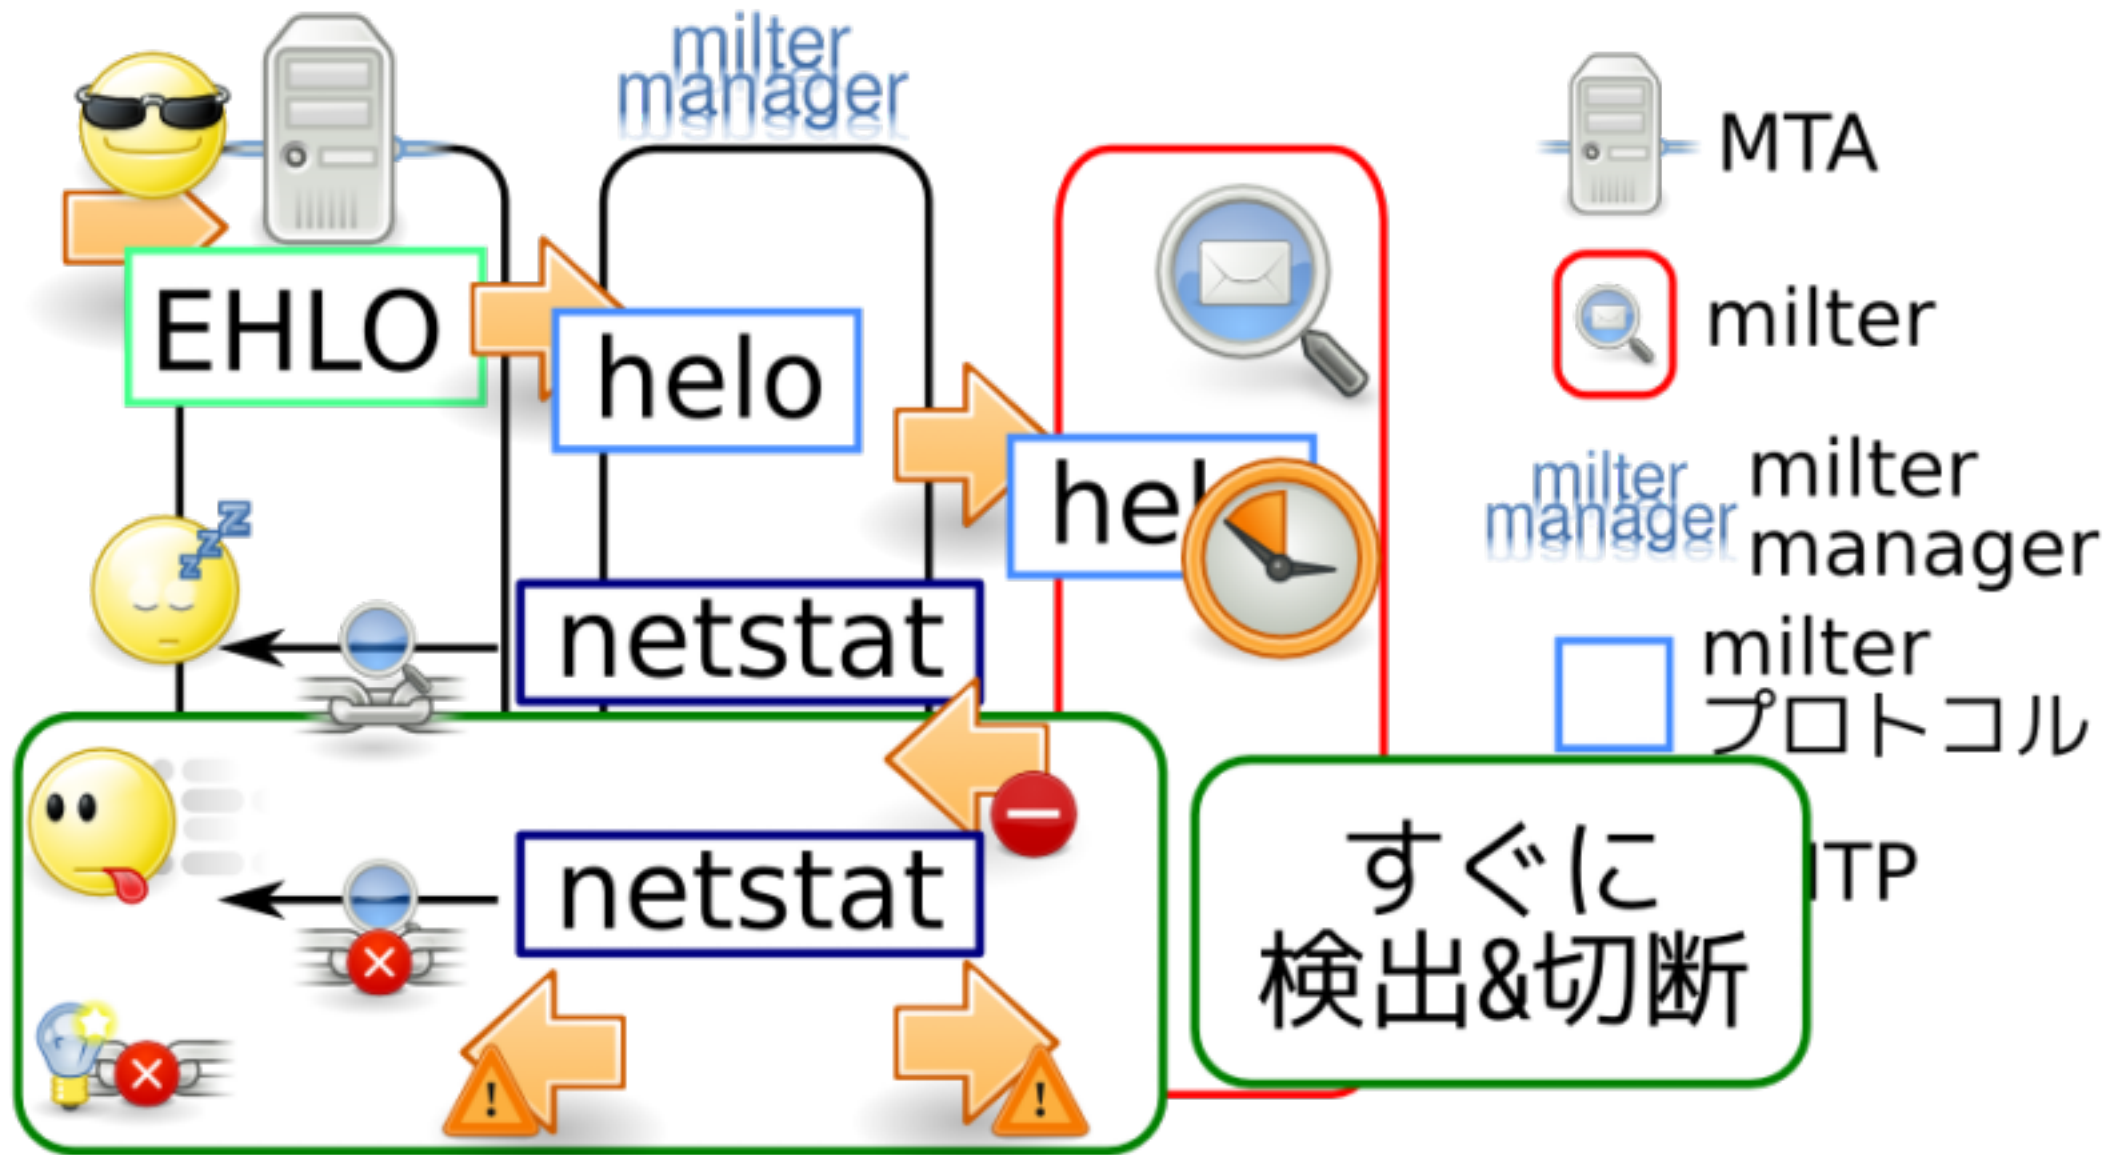 milter
manager
EHLO
helo
hel
netstat
netstat
すぐに
検出&切断
MTA
milter
milter
manager
milter
manager
milter
プロトコル
TP